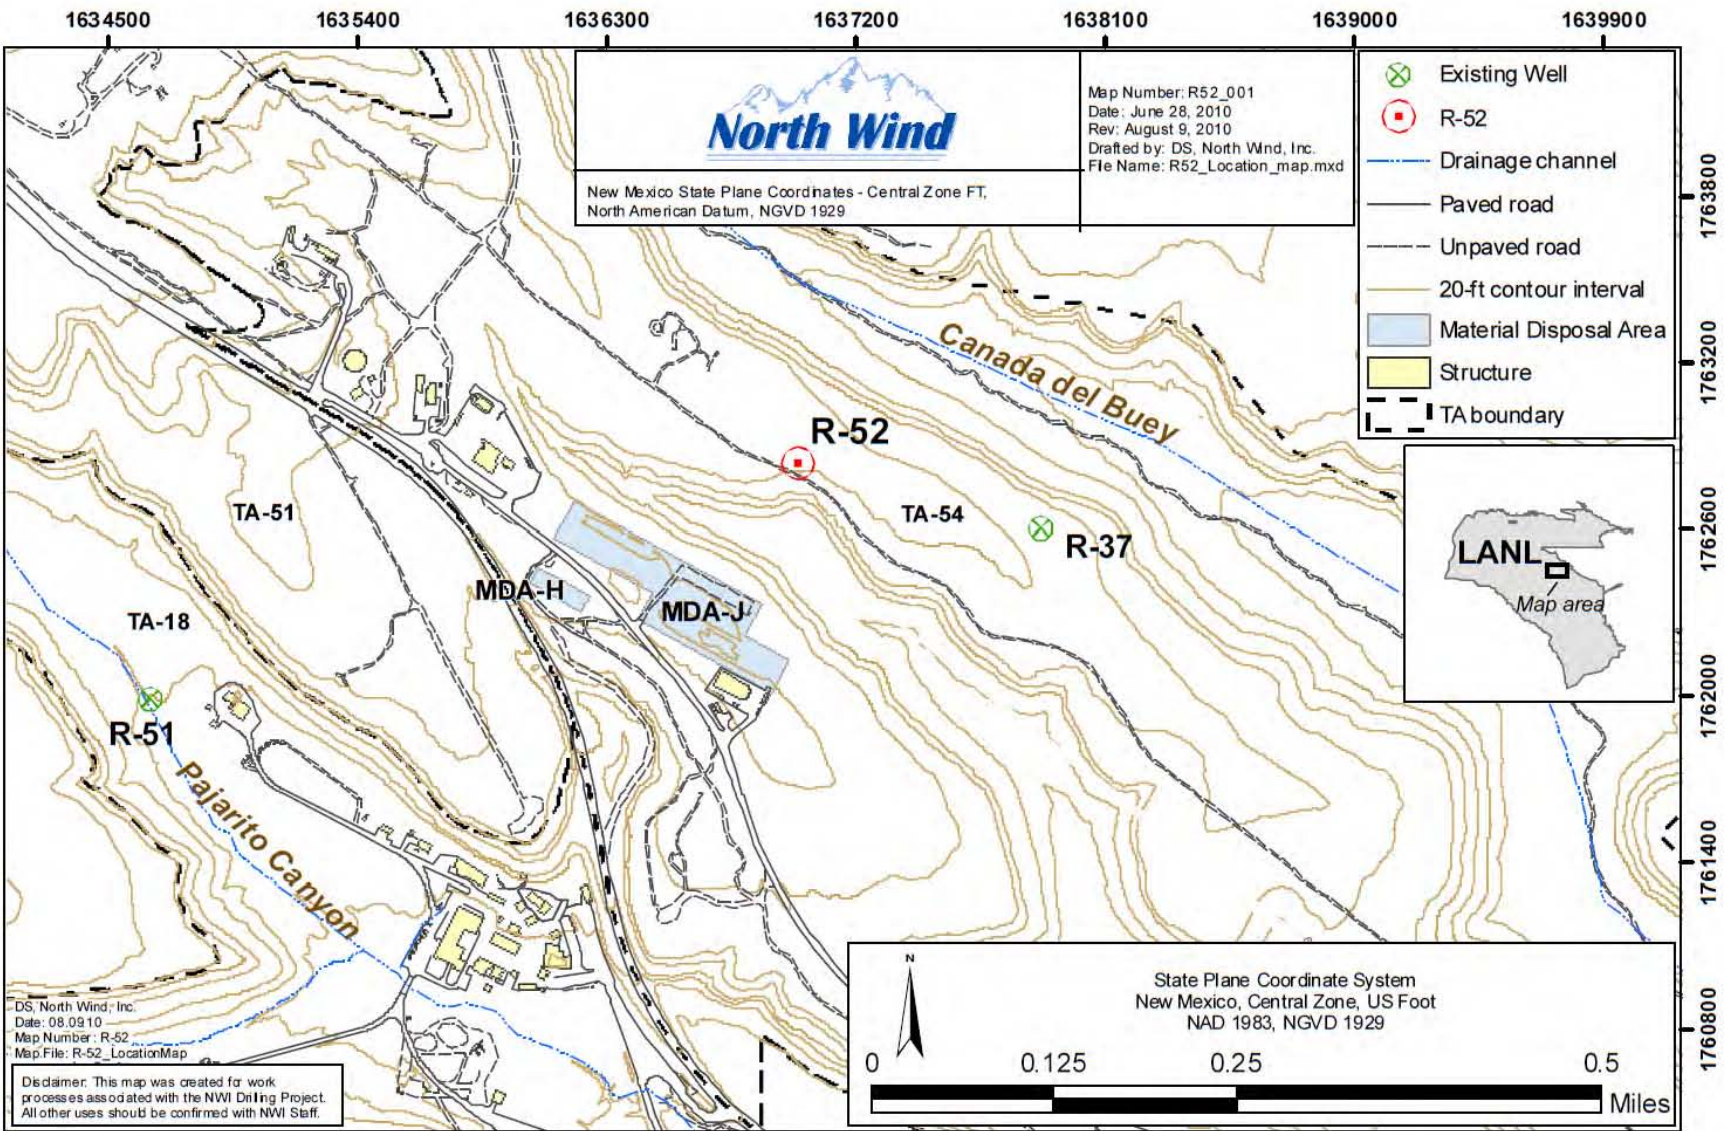 1634500 1635400 1636300 1637200 1638100 1639000 1639900
North Wind
New Mexico State Plane Coordinates - Central Zone FT,
North American Datum, NGVD 1929
Map Number: R52_001
Date: June 28, 2010
Rev: August 9, 2010
Drafted by: DS, North Wind, Inc.
File Name: R52_Location_map.mxd
Existing Well
R-52
Drainage channel
Paved road
Unpaved road
20-ft contour interval
Material Disposal Area
Structure
TA boundary
1763800
1763200
1762600
1762000
1761400
1760800
Canada del Buey
R-52
TA-54
R-37
TA-51
MDA-H
MDA-J
TA-18
R-51
Pajarito Canyon
LANL
Map area
DS, North Wind, Inc.
Date: 08.09.10
Map Number: R-52
Map File: R-52_LocationMap
Disclaimer: This map was created for work
processes associated with the NWI Drilling Project.
All other uses should be confirmed with NWI Staff.
N
State Plane Coordinate System
New Mexico, Central Zone, US Foot
NAD 1983, NGVD 1929
0 0.125 0.25 0.5
Miles